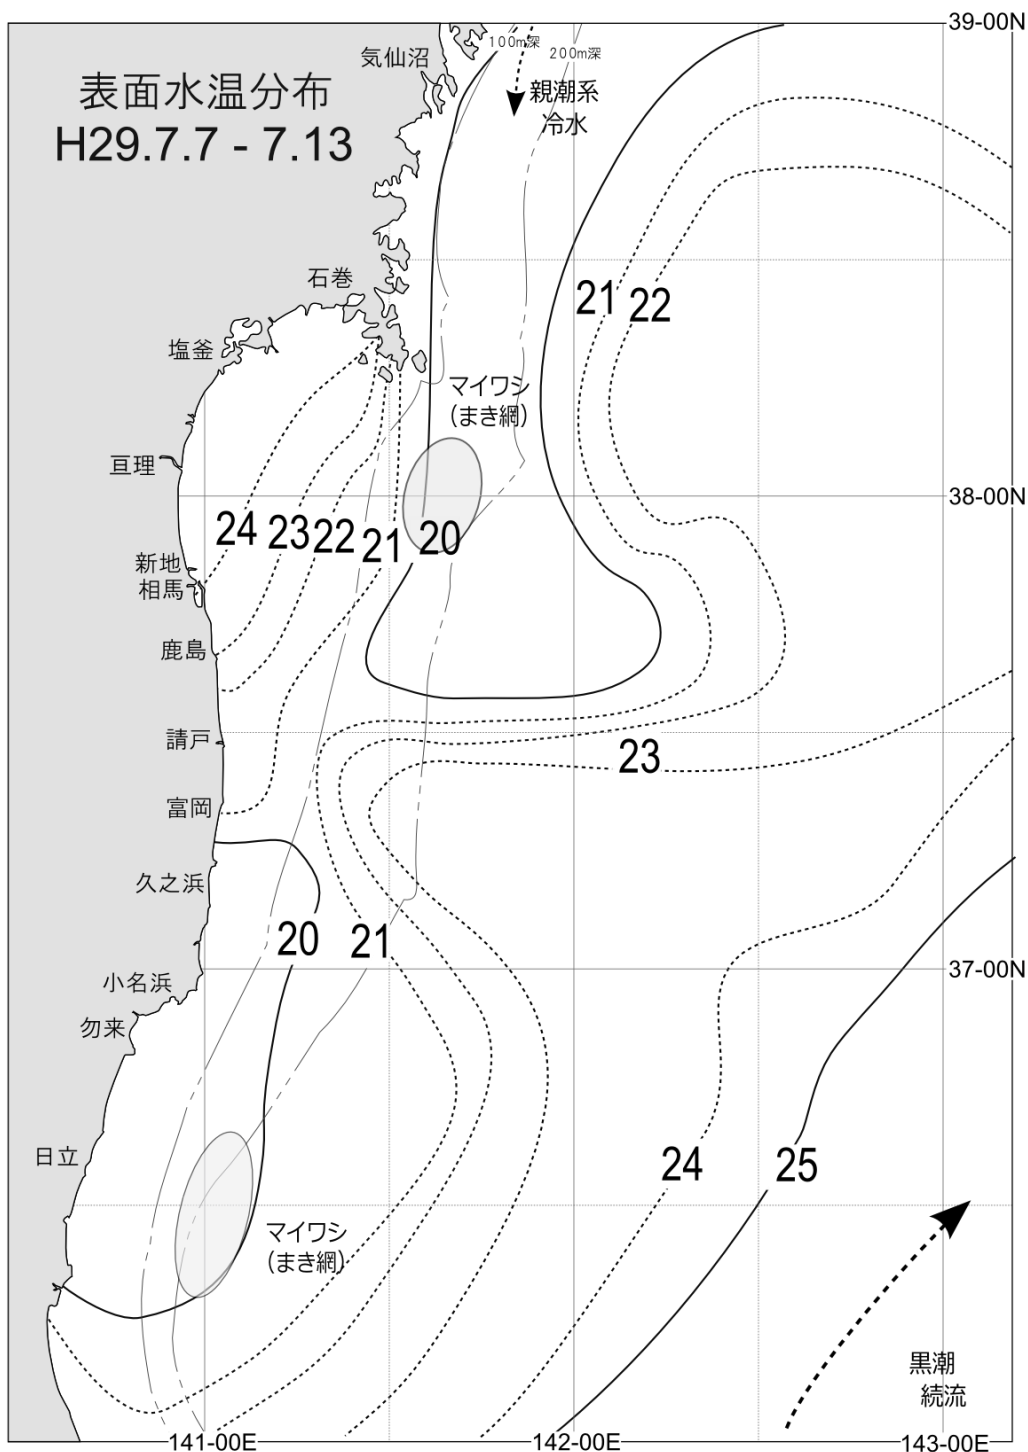 39-00N
100m深
200m深
気仙沼
表面水温分布
H29.7.7 - 7.13
親潮系
冷水
石巻
21
22
塩釜
マイワシ
(まき網)
亘理
38-00N
24
23
22
21
20
新地
相馬
鹿島
請戸
23
富岡
久之浜
20
21
37-00N
小名浜
勿来
日立
24
25
マイワシ
(まき網)
黒潮
続流
141-00E
142-00E
143-00E